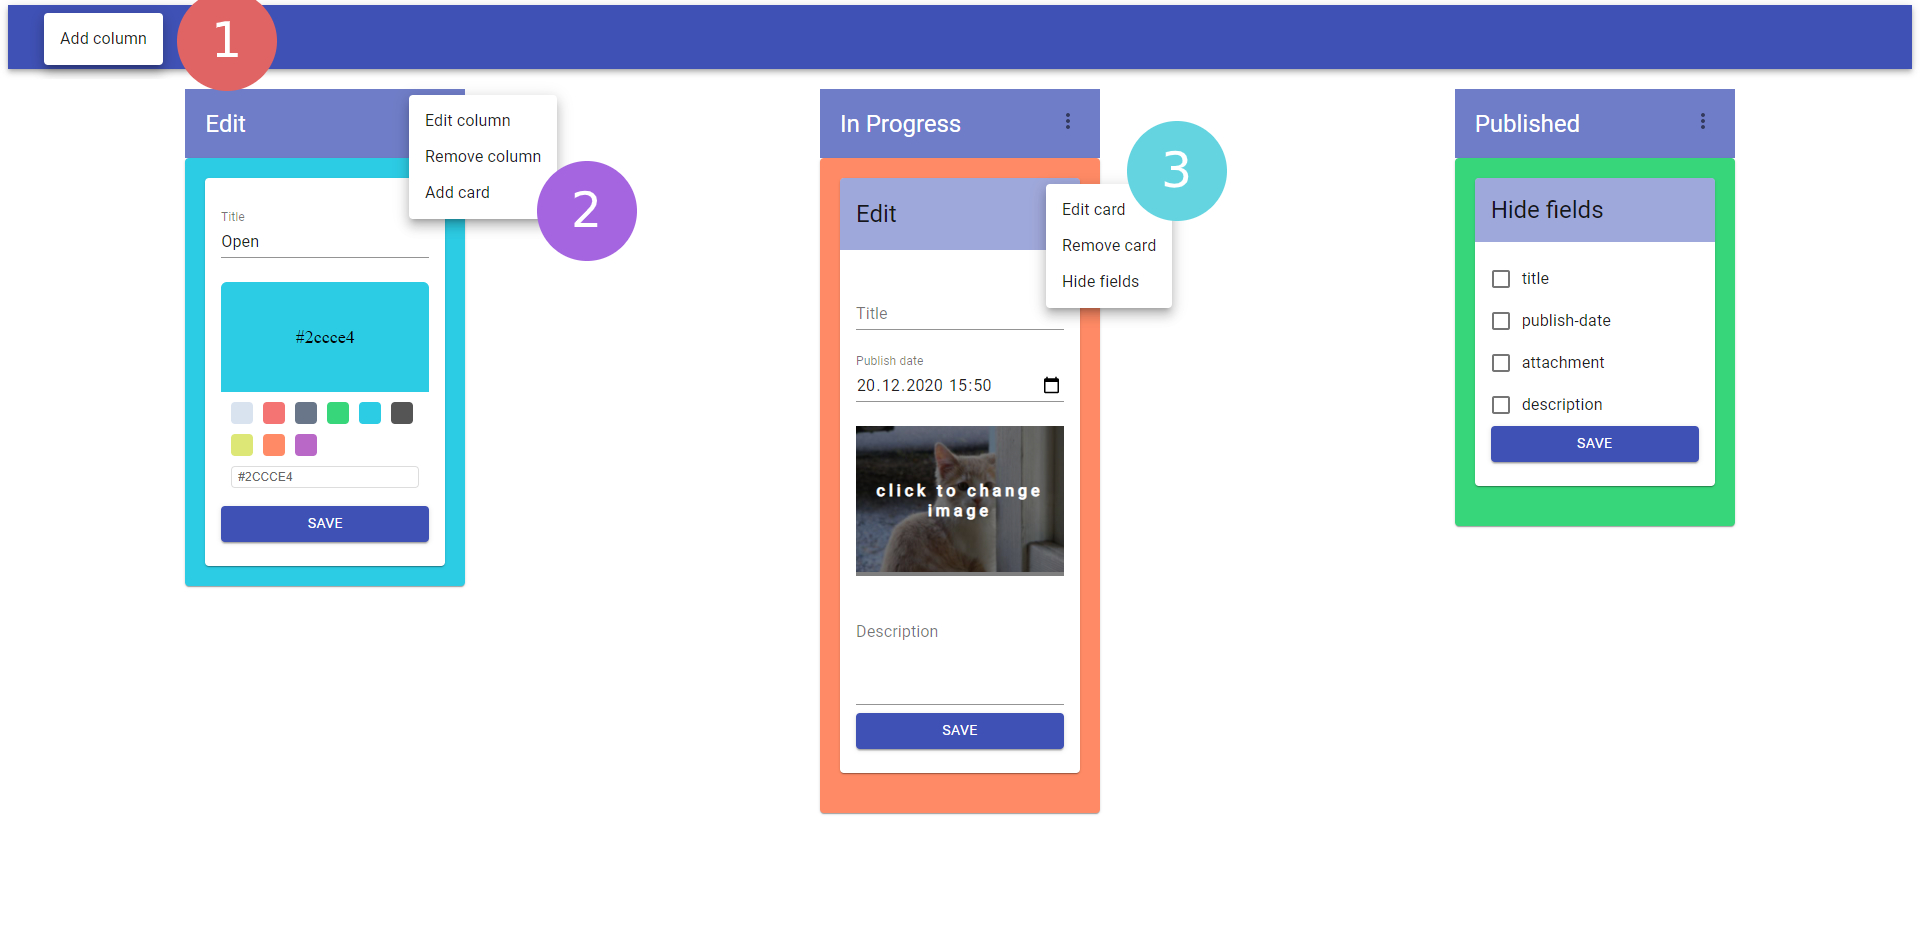 Add column
1
Edit
Edit column
Remove column
Add card
2
Title
Open
#2ccce4
#2CCCE4
SAVE
In Progress
3
Edit
Edit card
Remove card
Hide fields
Title
Publish date
20.12.2020 15:50
click to change
image
Description
SAVE
Published
Hide fields
title
publish-date
attachment
description
SAVE